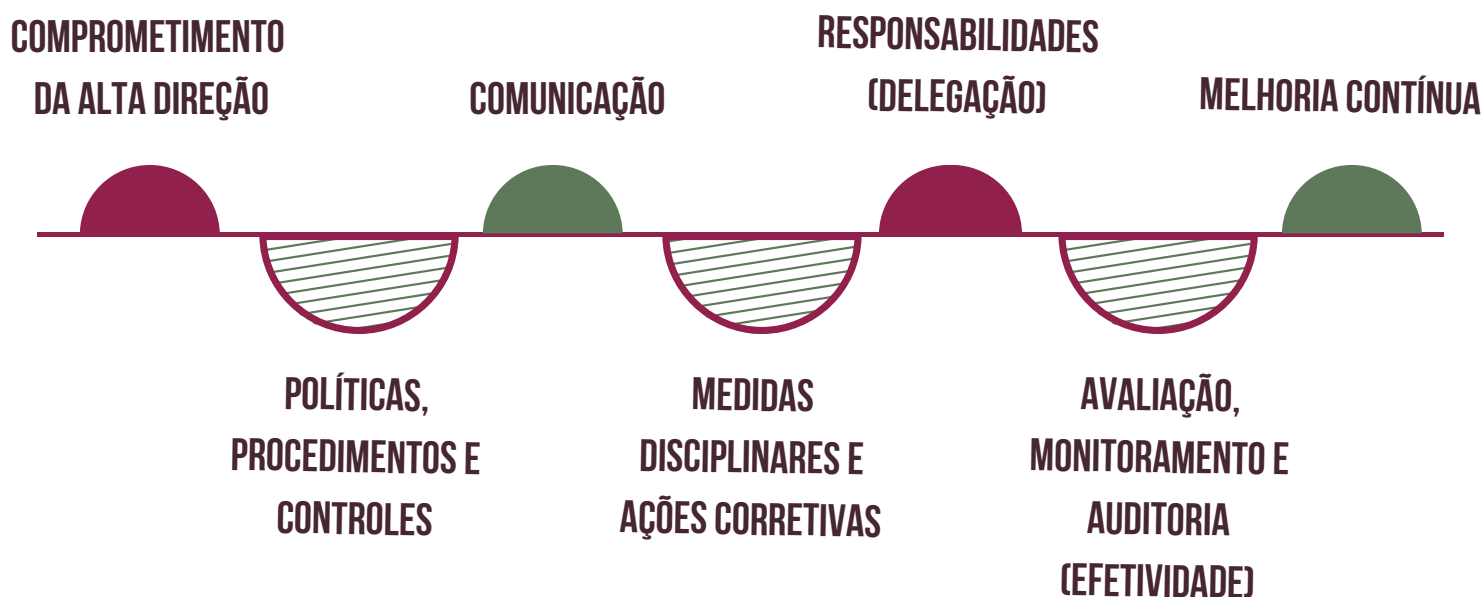 COMPROMETIMENTO
DA ALTA DIREÇÃO
POLÍTICAS,
PROCEDIMENTOS E
CONTROLES
COMUNICAÇÃO
MEDIDAS
DISCIPLINARES E
AÇÕES CORRETIVAS
RESPONSABILIDADES
(DELEGAÇÃO)
AVALIAÇÃO,
MONITORAMENTO E
AUDITORIA
(EFETIVIDADE)
MELHORIA CONTÍNUA